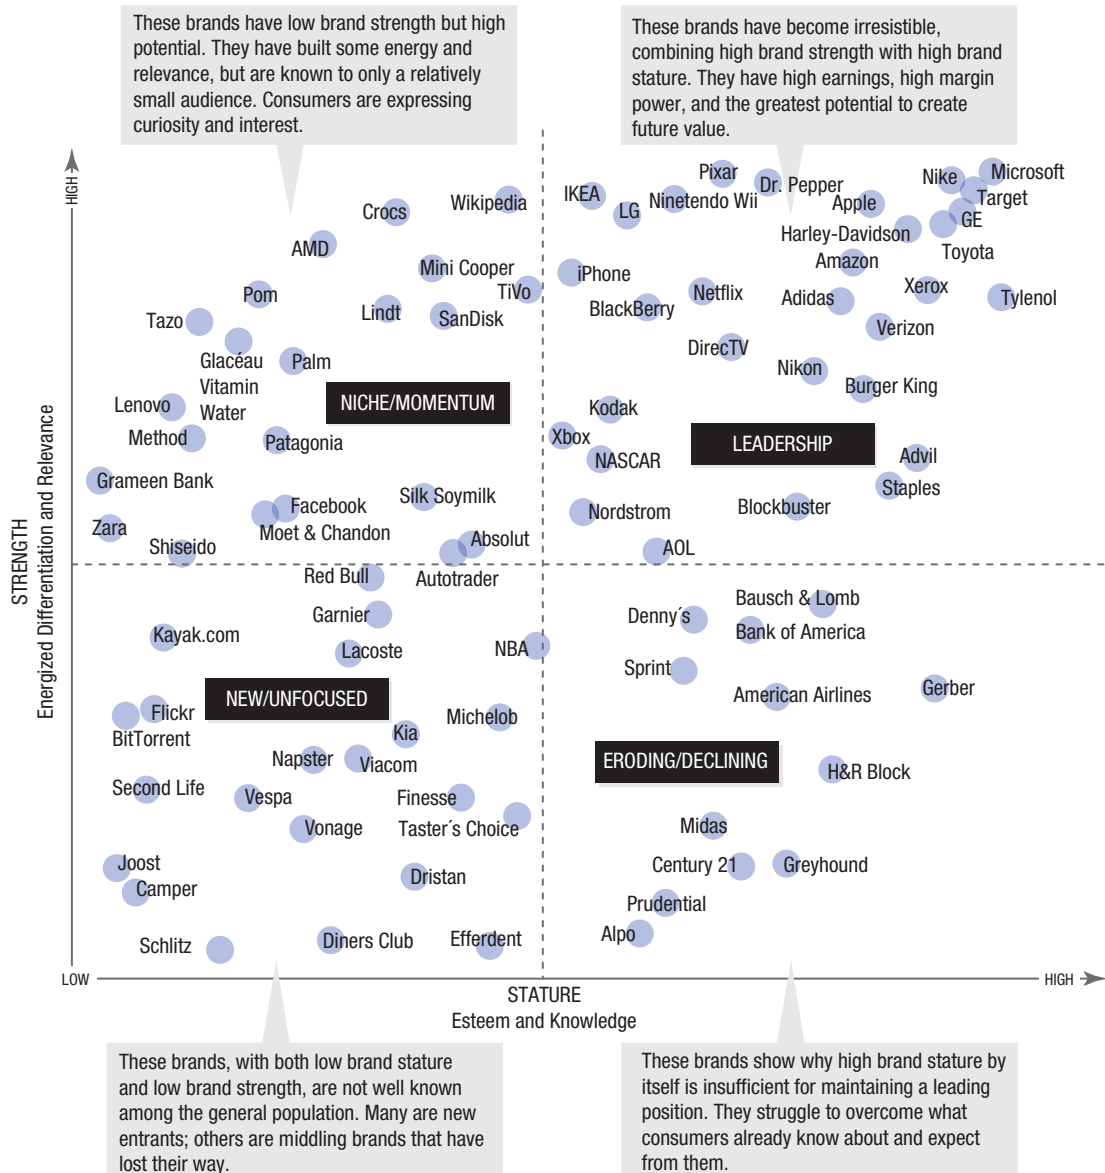 These brands have low brand strength but high
potential. They have built some energy and
relevance, but are known to only a relatively
small audience. Consumers are expressing
curiosity and interest.
These brands have become irresistible,
combining high brand strength with high brand
stature. They have high earnings, high margin
power, and the greatest potential to create
future value.
HIGH
STRENGTH
Energized Differentiation and Relevance
Crocs
Wikipedia
AMD
Mini Cooper
TiVo
Pom
Lindt
SanDisk
Tazo
Glacéau
Vitamin
Water
Palm
NICHE/MOMENTUM
Lenovo
Method
Patagonia
Grameen Bank
Facebook
Silk Soymilk
Moet & Chandon
Zara
Shiseido
Absolut
Autotrader
IKEA
LG
Ninetendo Wii
Pixar
Dr. Pepper
Apple
Nike
Microsoft
Target
GE
Harley-Davidson
Toyota
Amazon
iPhone
BlackBerry
Netflix
Adidas
Xerox
Tylenol
Verizon
DirecTV
Nikon
Burger King
Kodak
Xbox
NASCAR
LEADERSHIP
Advil
Staples
Nordstrom
Blockbuster
AOL
Red Bull
Garnier
Kayak.com
Lacoste
NBA
NEW/UNFOCUSED
Flickr
BitTorrent
Michelob
Kia
Napster
Viacom
Second Life
Vespa
Finesse
Vonage
Taster´s Choice
Joost
Camper
Dristan
Schlitz
Diners Club
Efferdent
Denny´s
Bausch & Lomb
Bank of America
Sprint
American Airlines
Gerber
ERODING/DECLINING
H&R Block
Midas
Century 21
Greyhound
Prudential
Alpo
LOW
HIGH
STATURE
Esteem and Knowledge
These brands, with both low brand stature
and low brand strength, are not well known
among the general population. Many are new
entrants; others are middling brands that have
lost their way.
These brands show why high brand stature by
itself is insufficient for maintaining a leading
position. They struggle to overcome what
consumers already know about and expect
from them.